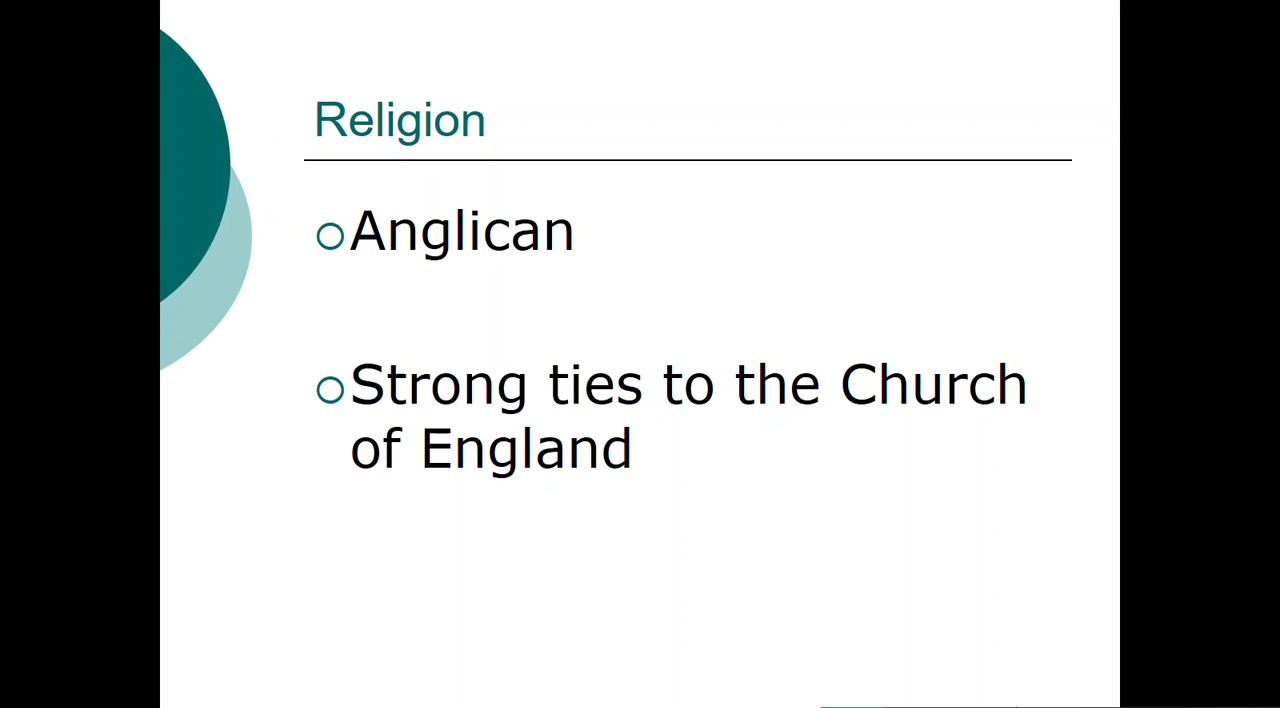 Religion
Anglican
Strong ties to the Church
of England